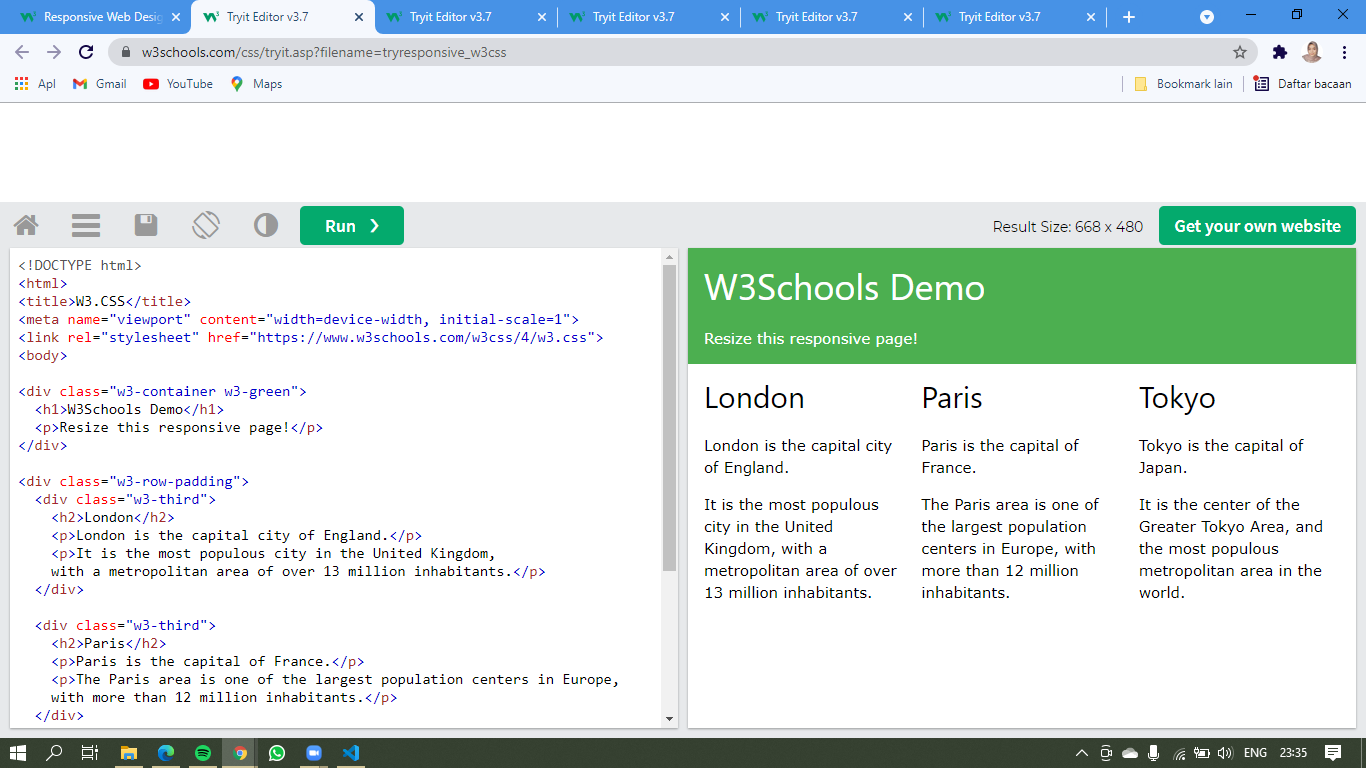 Responsive Web Desig
Tryit Editor v3.7
Tryit Editor v3.7
Tryit Editor v3.7
Tryit Editor v3.7
Tryit Editor v3.7
w3schools.com/css/tryit.asp?filename=tryresponsive_w3css
Apl
Gmail
YouTube
Maps
Bookmark lain
Daftar bacaan
Run ❯
Result Size: 668 x 480
Get your own website
<!DOCTYPE html>
<html>
<title>W3.CSS</title>
<meta name="viewport" content="width=device-width, initial-scale=1">
<link rel="stylesheet" href="https://www.w3schools.com/w3css/4/w3.css">
<body>
<div class="w3-container w3-green">
<h1>W3Schools Demo</h1>
<p>Resize this responsive page!</p>
</div>
<div class="w3-row-padding">
<div class="w3-third">
<h2>London</h2>
<p>London is the capital city of England.</p>
<p>It is the most populous city in the United Kingdom,
with a metropolitan area of over 13 million inhabitants.</p>
</div>
<div class="w3-third">
<h2>Paris</h2>
<p>Paris is the capital of France.</p>
<p>The Paris area is one of the largest population centers in Europe,
with more than 12 million inhabitants.</p>
</div>
W3Schools Demo
Resize this responsive page!
London
London is the capital city
of England.
It is the most populous
city in the United
Kingdom, with a
metropolitan area of over
13 million inhabitants.
Paris
Paris is the capital of
France.
The Paris area is one of
the largest population
centers in Europe, with
more than 12 million
inhabitants.
Tokyo
Tokyo is the capital of
Japan.
It is the center of the
Greater Tokyo Area, and
the most populous
metropolitan area in the
world.
ENG
23:35